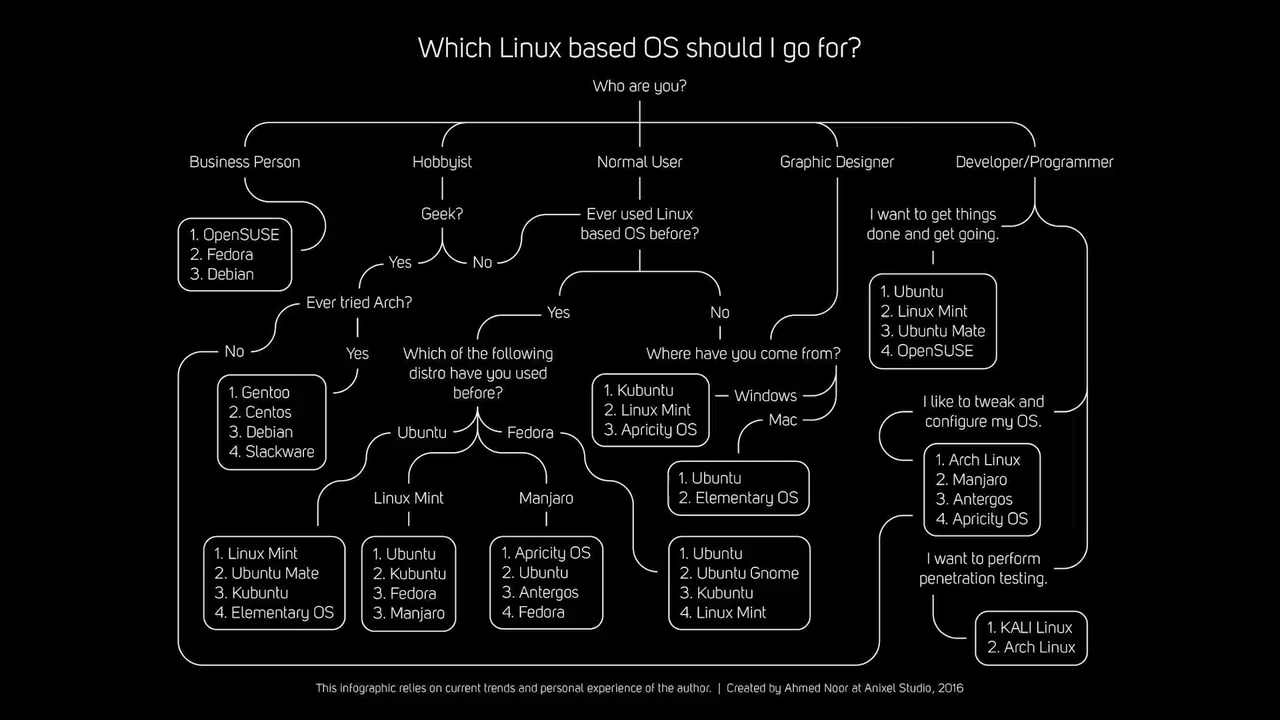 Which Linux based OS should I go for?
Who are you?
Business Person
Hobbyist
Normal User
Graphic Designer
Developer/Programmer
1. OpenSUSE
2. Fedora
3. Debian
Geek?
Yes
No
Ever used Linux
based OS before?
I want to get things
done and get going.
1. Ubuntu
2. Linux Mint
3. Ubuntu Mate
4. OpenSUSE
Ever tried Arch?
No
Yes
1. Gentoo
2. Centos
3. Debian
4. Slackware
Yes
No
Which of the following
distro have you used
before?
Where have you come from?
Windows
Mac
1. Kubuntu
2. Linux Mint
3. Apricity OS
1. Ubuntu
2. Elementary OS
I like to tweak and
configure my OS.
1. Arch Linux
2. Manjaro
3. Antergos
4. Apricity OS
Ubuntu
Fedora
Linux Mint
Manjaro
1. Linux Mint
2. Ubuntu Mate
3. Kubuntu
4. Elementary OS
1. Ubuntu
2. Kubuntu
3. Fedora
3. Manjaro
1. Apricity OS
2. Ubuntu
3. Antergos
4. Fedora
1. Ubuntu
2. Ubuntu Gnome
3. Kubuntu
4. Linux Mint
I want to perform
penetration testing.
1. KALI Linux
2. Arch Linux
This infographic relies on current trends and personal experience of the author. | Created by Ahmed Noor at Anixel Studio, 2016